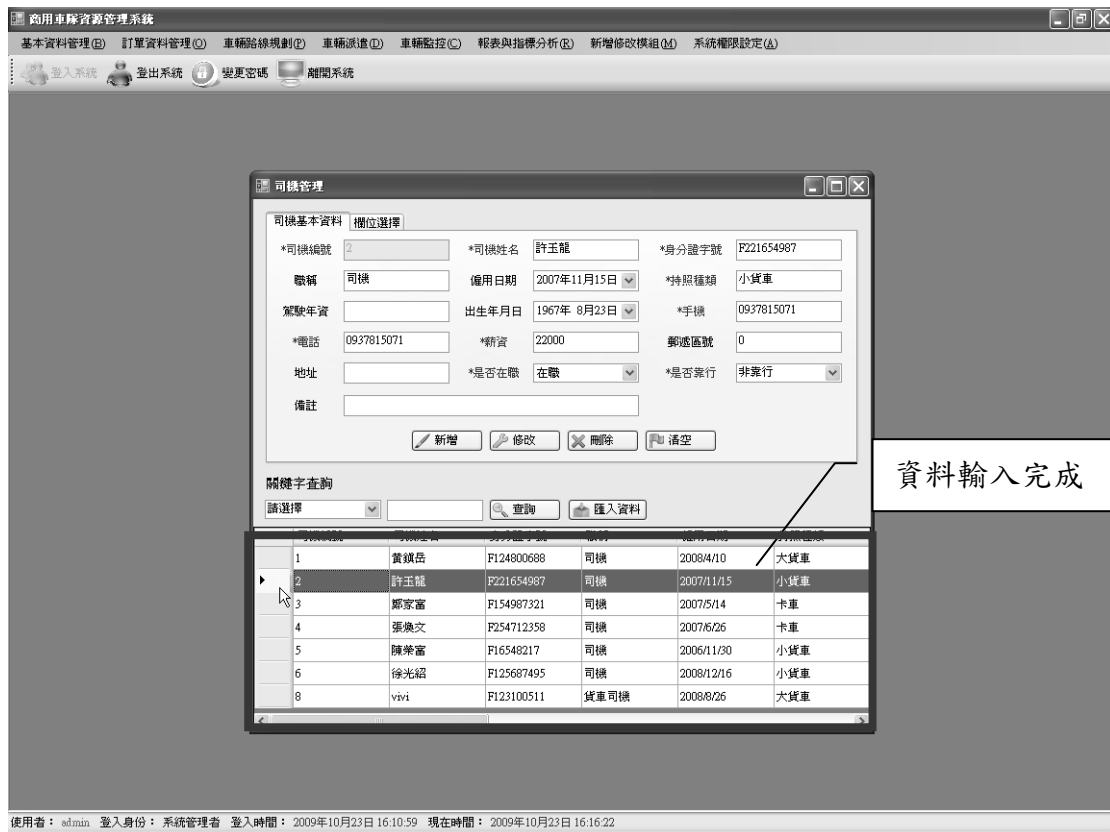 商用車隊資源管理系統
基本資料管理(B) 訂單資料管理(O) 車輛路線規劃(P) 車輛派遣(D) 車輛監控(C) 報表與指標分析(R) 新增修改模組(M) 系統權限設定(A)
登入系統 登出系統 變更密碼 離開系統
司機管理
司機基本資料 欄位選擇
*司機編號 2 *司機姓名 許玉龍 *身分證字號 F221654987
職稱 司機 僱用日期 2007年11月15日 *持照種類 小貨車
駕駛年資 出生年月日 1967年 8月23日 *手機 0937815071
*電話 0937815071 *薪資 22000 郵遞區號 0
地址 *是否在職 在職 *是否靠行 非靠行
備註
新增 修改 刪除 清空
資料輸入完成
關鍵字查詢
請選擇 查詢 匯入資料
1 黃鎮岳 F124800688 司機 2008/4/10 大貨車
2 許玉龍 F221654987 司機 2007/11/15 小貨車
3 鄭家富 F154987321 司機 2007/5/14 卡車
4 張煥文 F254712358 司機 2007/6/26 卡車
5 陳榮富 F16548217 司機 2006/11/30 小貨車
6 徐光紹 F125687495 司機 2008/12/16 小貨車
8 vivi F123100511 貨車司機 2008/8/26 大貨車
使用者： admin 登入身份： 系統管理者 登入時間： 2009年10月23日 16:10:59 現在時間： 2009年10月23日 16:16:22